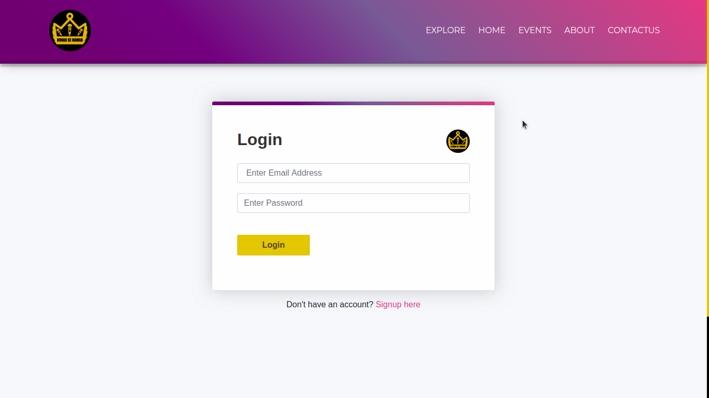 EXPLORE HOME EVENTS ABOUT CONTACTUS
Login
Enter Email Address
Enter Password
Login
Don't have an account? Signup here